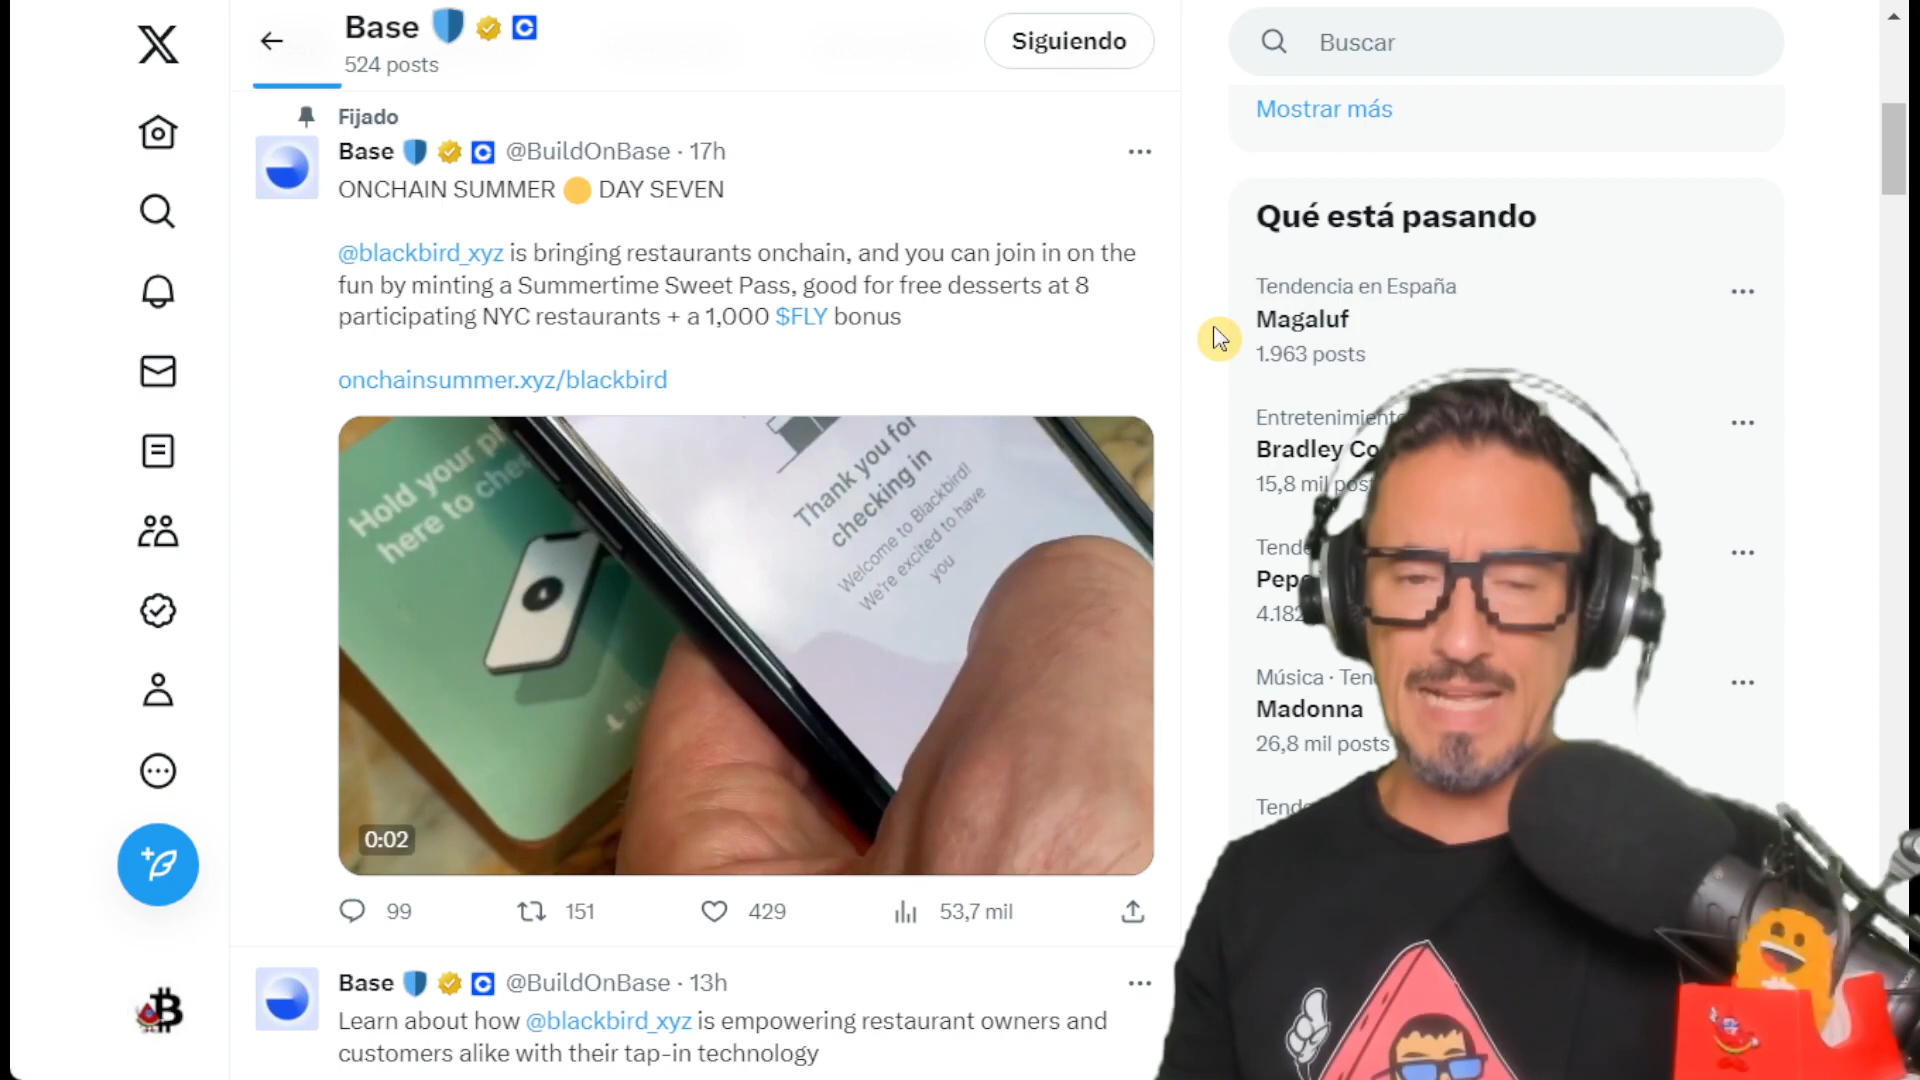 Base
524 posts
Siguiendo
Fijado
Base @BuildOnBase · 17h
ONCHAIN SUMMER 🟡 DAY SEVEN
@blackbird_xyz is bringing restaurants onchain, and you can join in on the
fun by minting a Summertime Sweet Pass, good for free desserts at 8
participating NYC restaurants + a 1,000 $FLY bonus
onchainsummer.xyz/blackbird
Hold your
here to
Thank you for
checking in
Welcome to Blackbird!
We're excited to have
you
0:02
99
151
429
53,7 mil
Base @BuildOnBase · 13h
Learn about how @blackbird_xyz is empowering restaurant owners and
customers alike with their tap-in technology
Buscar
Mostrar más
Qué está pasando
Tendencia en España
Magaluf
1.963 posts
Entretenimiento
Bradley
15,8 mil
Música ·
Madonna
26,8 mil posts